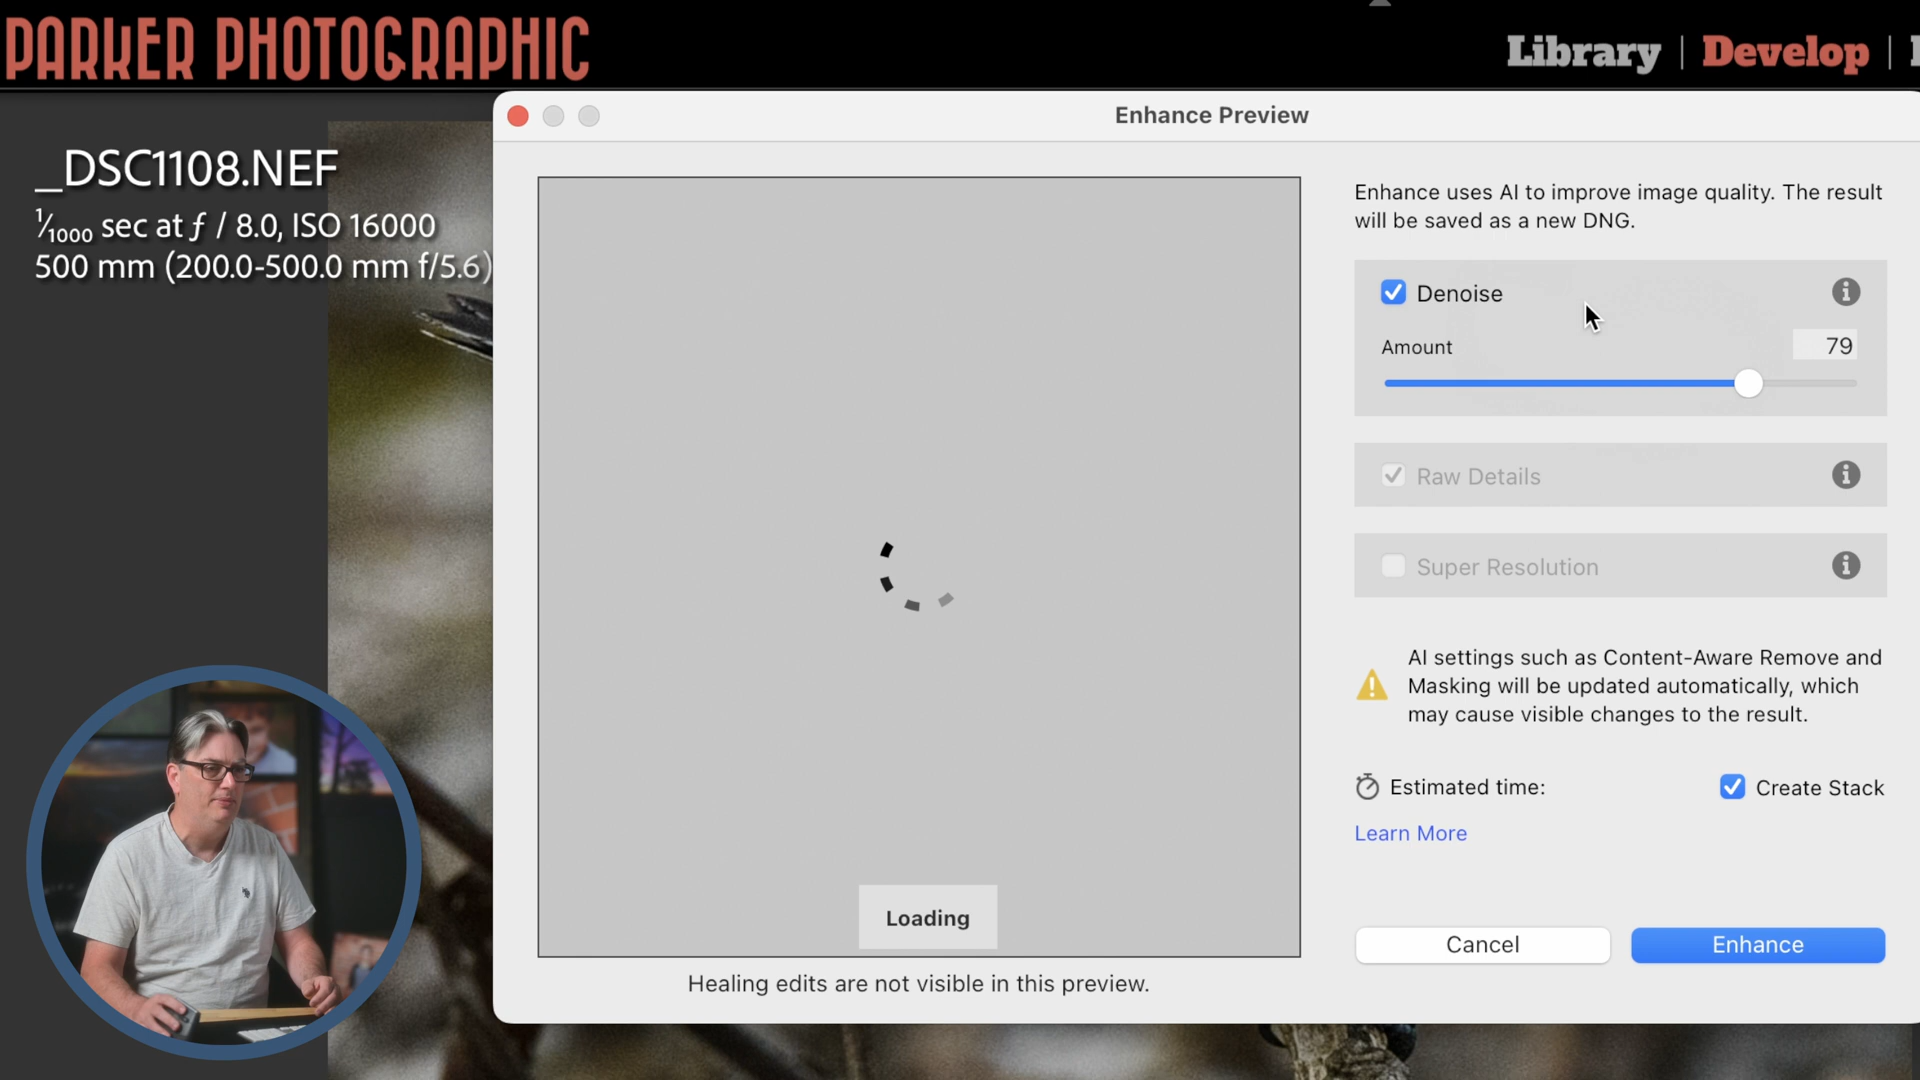 PARKER PHOTOGRAPHIC
Library | Develop |
_DSC1108.NEF
1/1000 sec at ƒ / 8.0, ISO 16000
500 mm (200.0-500.0 mm f/5.6)
Enhance Preview
Enhance uses AI to improve image quality. The result
will be saved as a new DNG.
Denoise
Amount 79
Raw Details
Super Resolution
AI settings such as Content-Aware Remove and
Masking will be updated automatically, which
may cause visible changes to the result.
Estimated time:
Create Stack
Learn More
Loading
Cancel
Enhance
Healing edits are not visible in this preview.